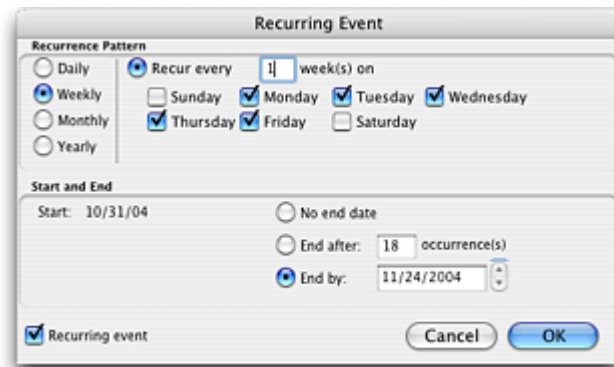 Recurring Event
Recurrence Pattern
Daily
Recur every 1 week(s) on
Weekly
Sunday Monday Tuesday Wednesday
Monthly
Thursday Friday Saturday
Yearly
Start and End
Start: 10/31/04
No end date
End after: 18 occurrence(s)
End by: 11/24/2004
Recurring event
Cancel OK